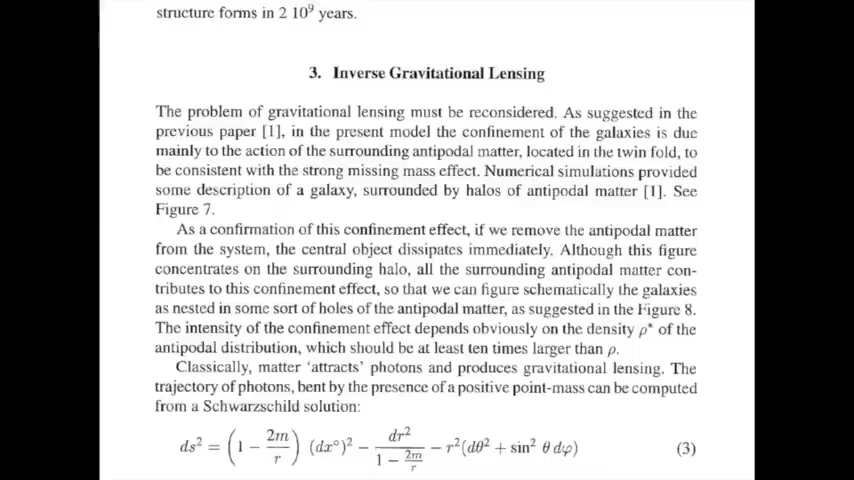 structure forms in 2 10⁹ years.
3. Inverse Gravitational Lensing
The problem of gravitational lensing must be reconsidered. As suggested in the
previous paper [1], in the present model the confinement of the galaxies is due
mainly to the action of the surrounding antipodal matter, located in the twin fold, to
be consistent with the strong missing mass effect. Numerical simulations provided
some description of a galaxy, surrounded by halos of antipodal matter [1]. See
Figure 7.
As a confirmation of this confinement effect, if we remove the antipodal matter
from the system, the central object dissipates immediately. Although this figure
concentrates on the surrounding halo, all the surrounding antipodal matter con-
tributes to this confinement effect, so that we can figure schematically the galaxies
as nested in some sort of holes of the antipodal matter, as suggested in the Figure 8.
The intensity of the confinement effect depends obviously on the density ρ* of the
antipodal distribution, which should be at least ten times larger than ρ.
Classically, matter 'attracts' photons and produces gravitational lensing. The
trajectory of photons, bent by the presence of a positive point-mass can be computed
from a Schwarzschild solution:
ds² = (1 − 2m/r) (dx°)² − dr²/(1 − 2m/r) − r²(dθ² + sin² θ dφ) (3)